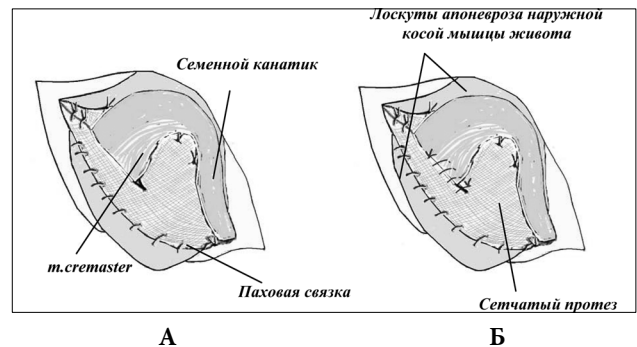 Лоскуты апоневроза наружной
косой мышцы живота
Семенной канатик
m.cremaster
Паховая связка
Сетчатый протез
А
Б